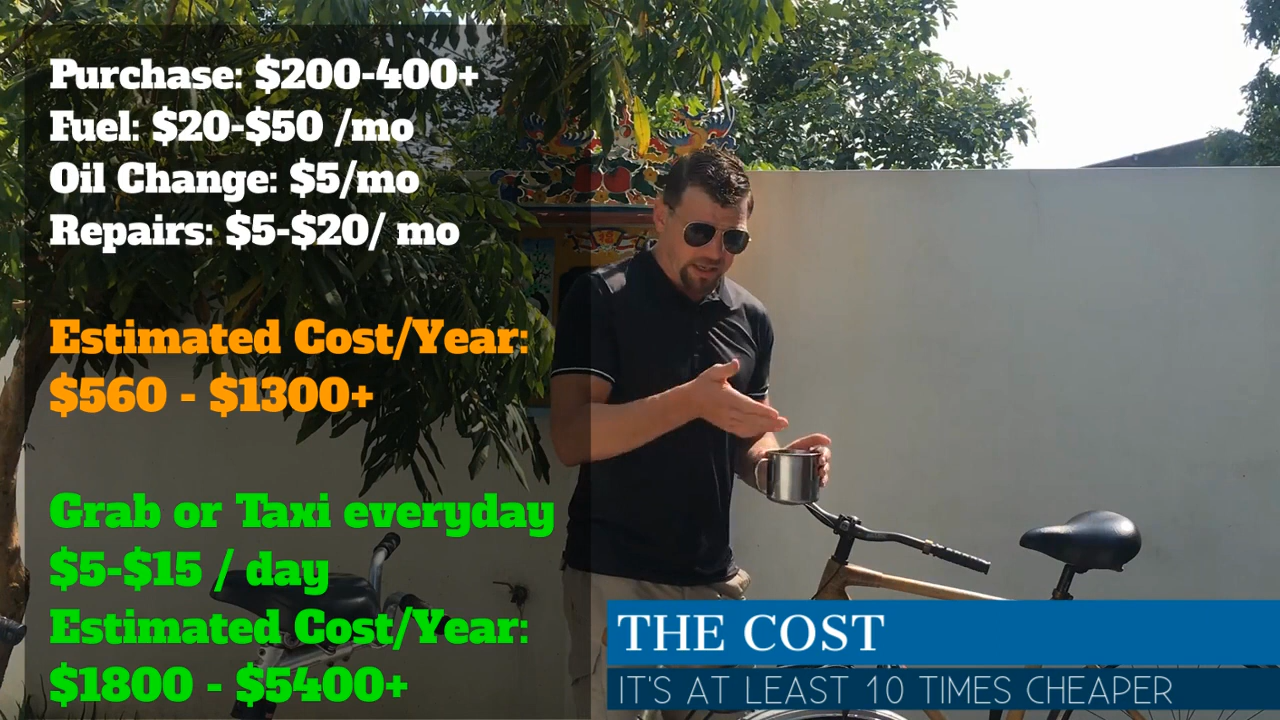 Purchase: $200-400+
Fuel: $20-$50 /mo
Oil Change: $5/mo
Repairs: $5-$20/ mo
Estimated Cost/Year:
$560 - $1300+
Grab or Taxi everyday
$5-$15 / day
Estimated Cost/Year:
$1800 - $5400+
THE COST
IT'S AT LEAST 10 TIMES CHEAPER